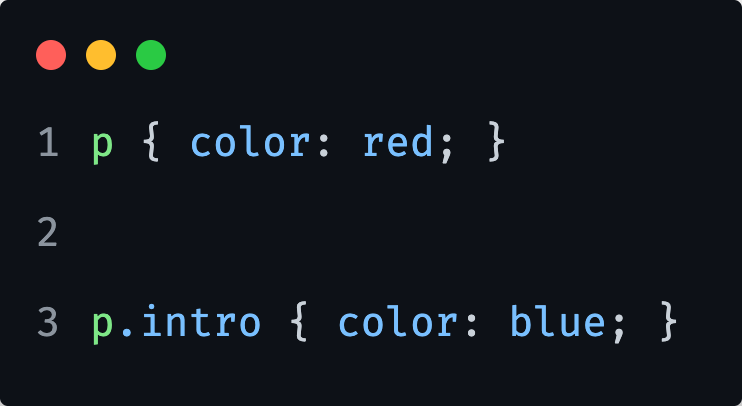 1 p { color: red; }
2
3 p.intro { color: blue; }